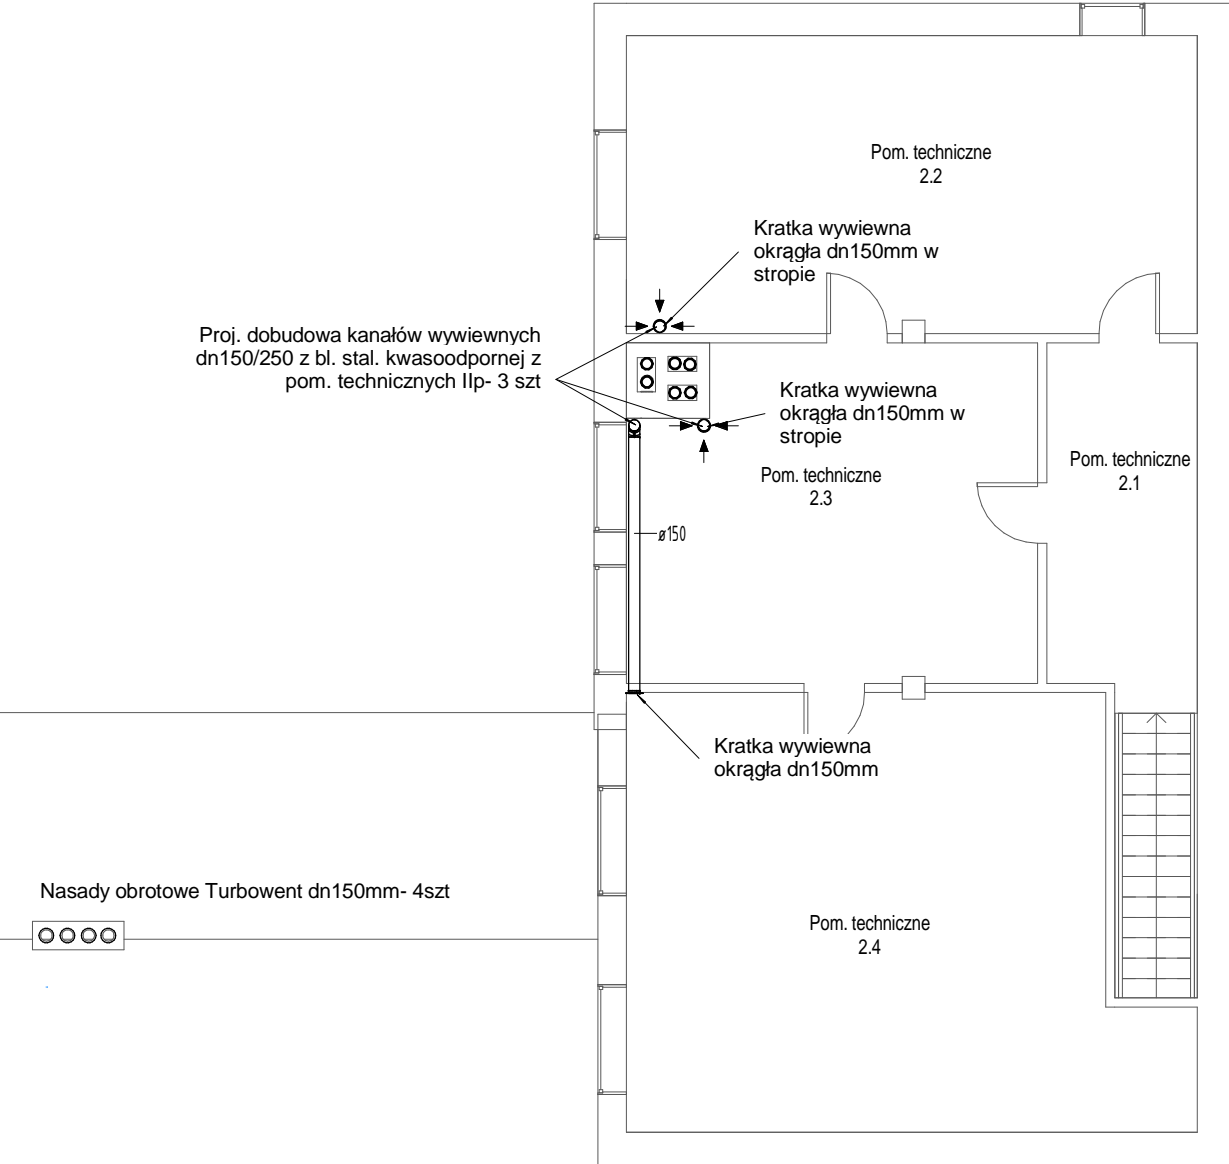 Pom. techniczne
2.2
Kratka wywiewna
okrągła dn150mm w
stropie
Proj. dobudowa kanałów wywiewnych
dn150/250 z bl. stal. kwasoodpornej z
pom. technicznych IIp- 3 szt
Kratka wywiewna
okrągła dn150mm w
stropie
Pom. techniczne
2.3
Pom. techniczne
2.1
ø150
Kratka wywiewna
okrągła dn150mm
Nasady obrotowe Turbowent dn150mm- 4szt
Pom. techniczne
2.4